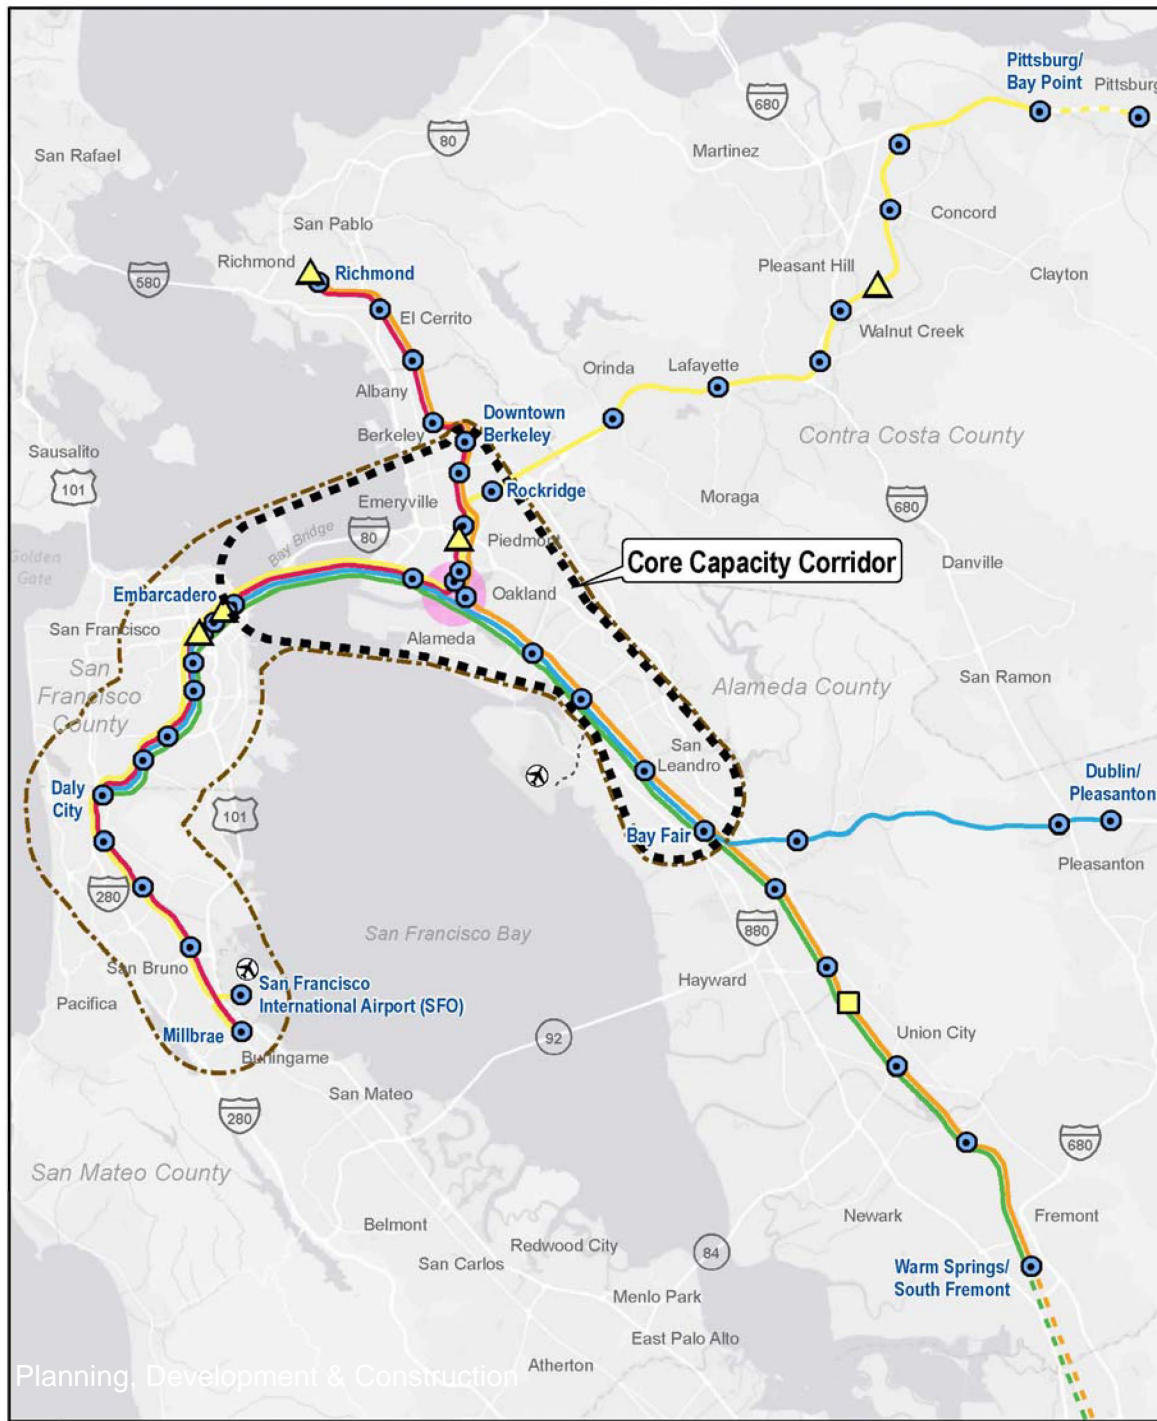 Pittsburg/
Bay Point
Pittsburg
680
San Rafael
80
Martinez
San Pablo
Concord
Richmond
Richmond
Pleasant Hill
Clayton
580
El Cerrito
Walnut Creek
Orinda
Lafayette
Albany
Downtown
Berkeley
Berkeley
Contra Costa County
Sausalito
101
Rockridge
Moraga
680
Emeryville
Bay Bridge
80
Piedmont
Golden
Gate
Core Capacity Corridor
Danville
Embarcadero
Oakland
San Francisco
Alameda
San
Francisco
County
San Ramon
Alameda County
San
Leandro
Daly
City
Dublin/
Pleasanton
101
Bay Fair
Pleasanton
280
880
San Francisco Bay
San Bruno
Hayward
San Francisco
International Airport (SFO)
Pacifica
Millbrae
92
Union City
Burlingame
San Mateo
280
680
San Mateo County
Newark
Fremont
Belmont
Redwood City
84
San Carlos
Warm Springs/
South Fremont
Menlo Park
East Palo Alto
Atherton
Planning, Development & Construction